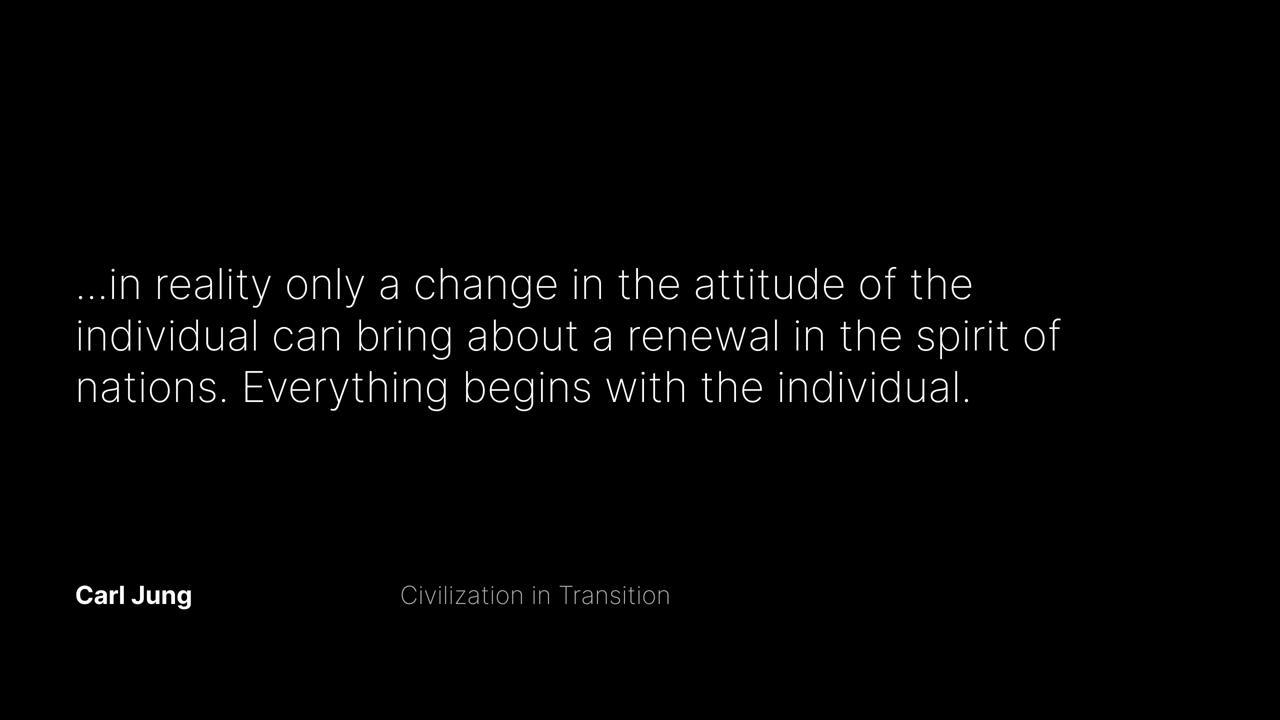 ...in reality only a change in the attitude of the
individual can bring about a renewal in the spirit of
nations. Everything begins with the individual.
Carl Jung
Civilization in Transition